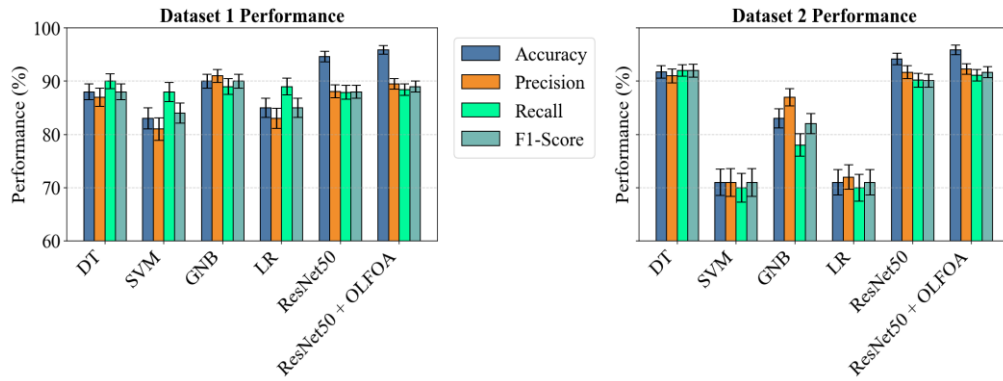 Dataset 1 Performance
Performance (%)
100
90
80
70
60
DT
SVM
GNB
LR
ResNet50
ResNet50 + OLFOA
Accuracy
Precision
Recall
F1-Score
Dataset 2 Performance
Performance (%)
DT
SVM
GNB
LR
ResNet50
ResNet50 + OLFOA